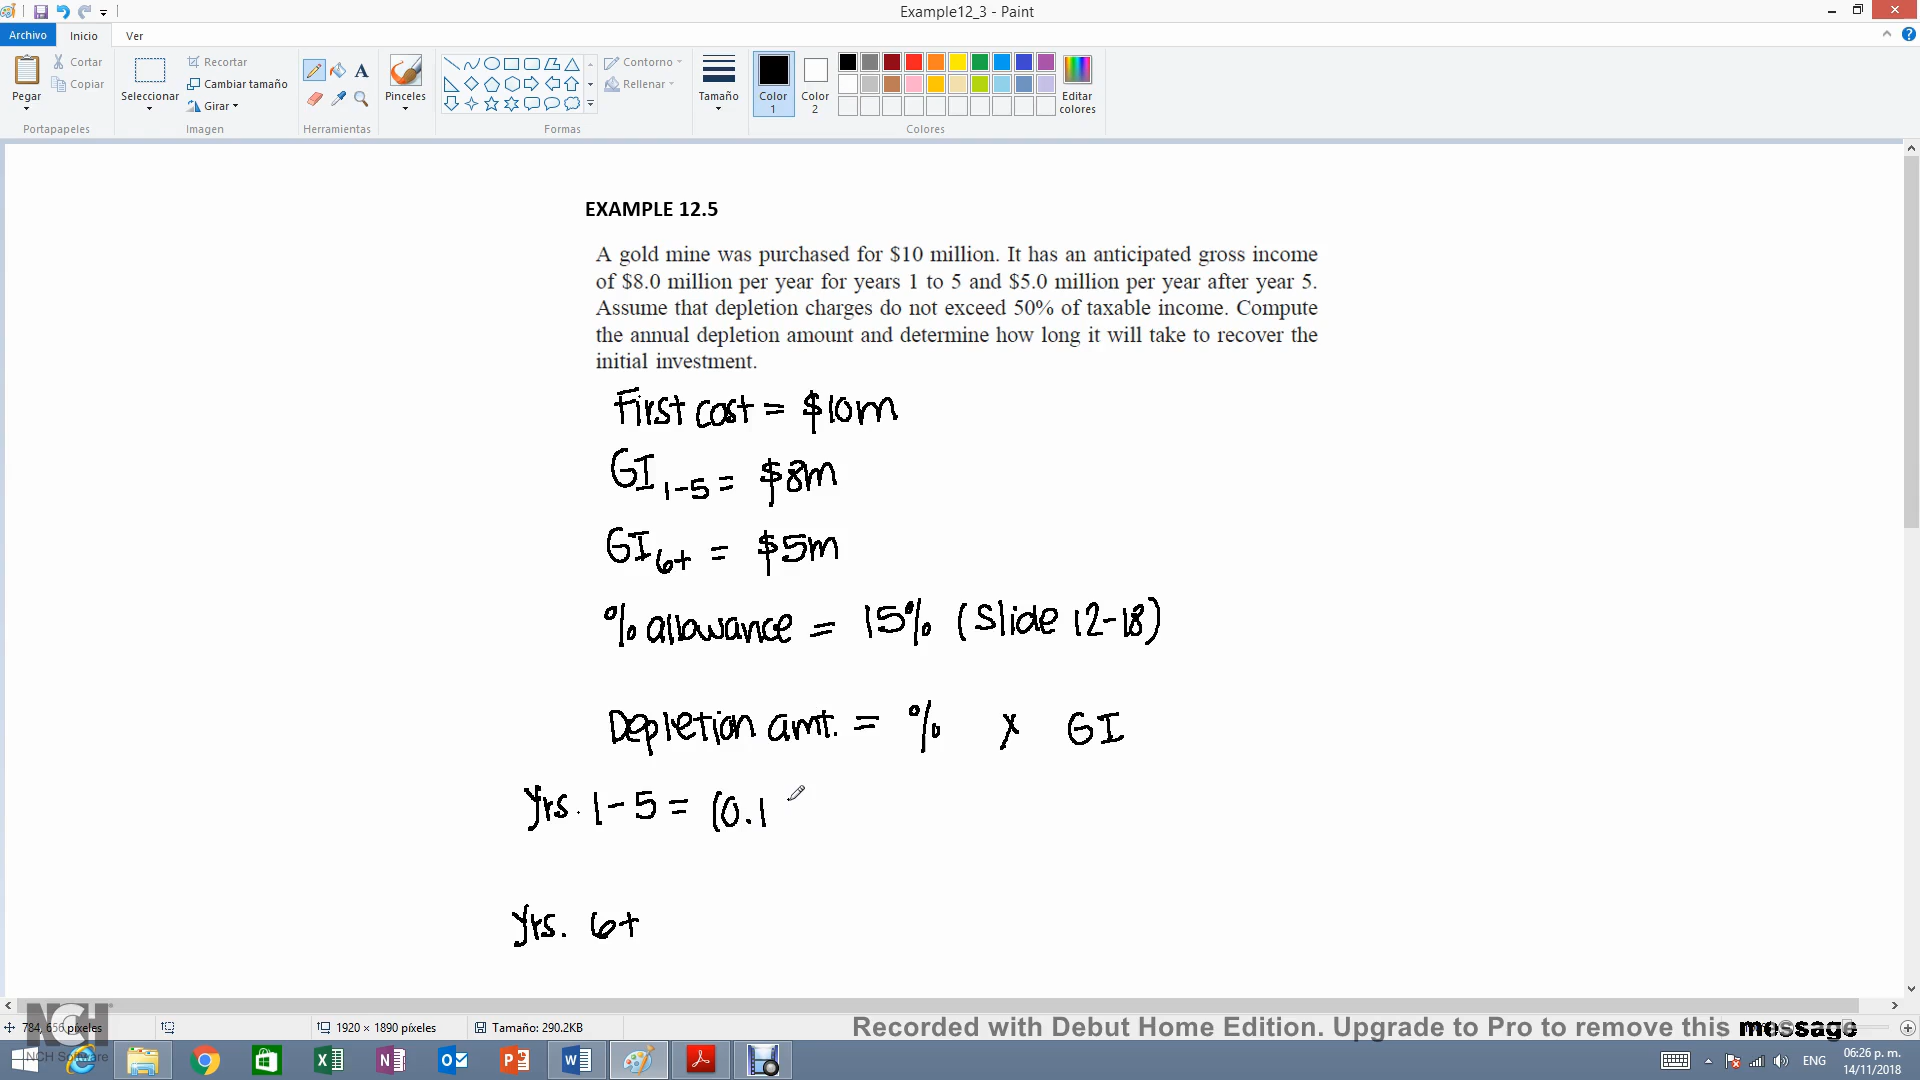 Example12_3 - Paint
Archivo Inicio Ver
Pegar Cortar Copiar Portapapeles
Seleccionar Recortar Cambiar tamaño Girar Imagen
Herramientas
Pinceles
Contorno Rellenar Formas
Tamaño
Color 1 Color 2 Editar colores Colores
EXAMPLE 12.5
A gold mine was purchased for $10 million. It has an anticipated gross income
of $8.0 million per year for years 1 to 5 and $5.0 million per year after year 5.
Assume that depletion charges do not exceed 50% of taxable income. Compute
the annual depletion amount and determine how long it will take to recover the
initial investment.
First cost = $10m
GI 1-5 = $8m
GI 6+ = $5m
% allowance = 15% (Slide 12-18)
Depletion amt. = % x GI
Yrs. 1-5 = (0.1
Yrs. 6+
784, 656 píxeles 1920 × 1890 píxeles Tamaño: 290.2KB
Recorded with Debut Home Edition. Upgrade to Pro to remove this message
NCH
NCH Software
ENG 06:26 p. m.
14/11/2018